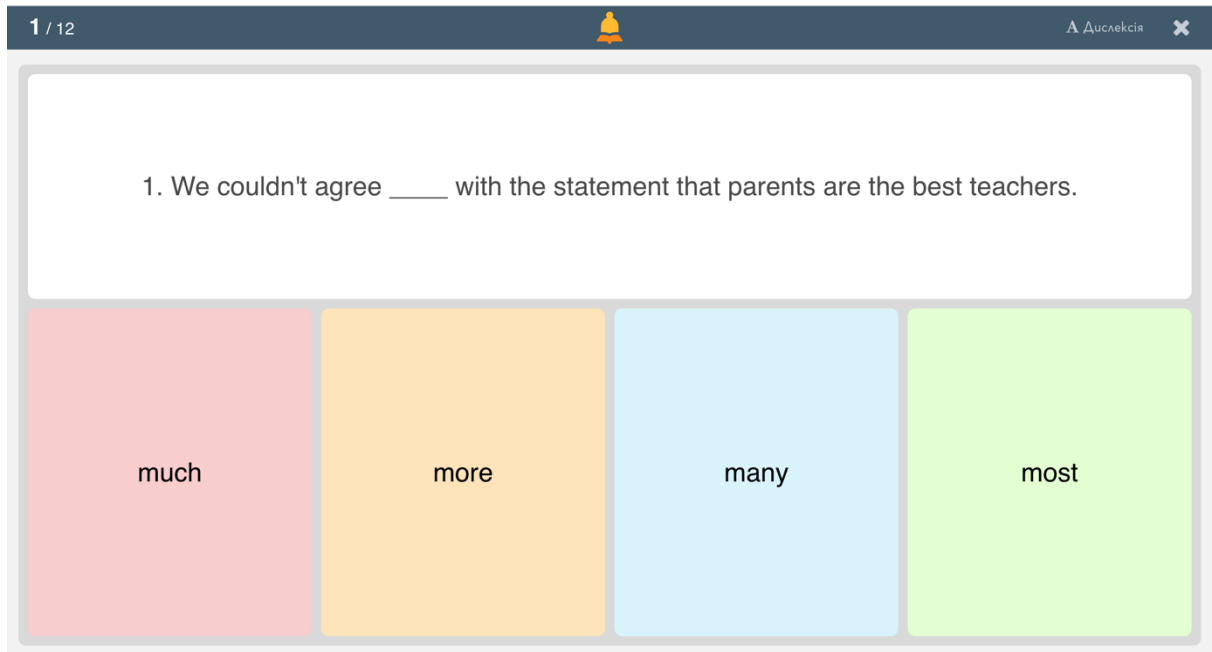 1 / 12
A Дислексія
1. We couldn't agree ____ with the statement that parents are the best teachers.
much
more
many
most